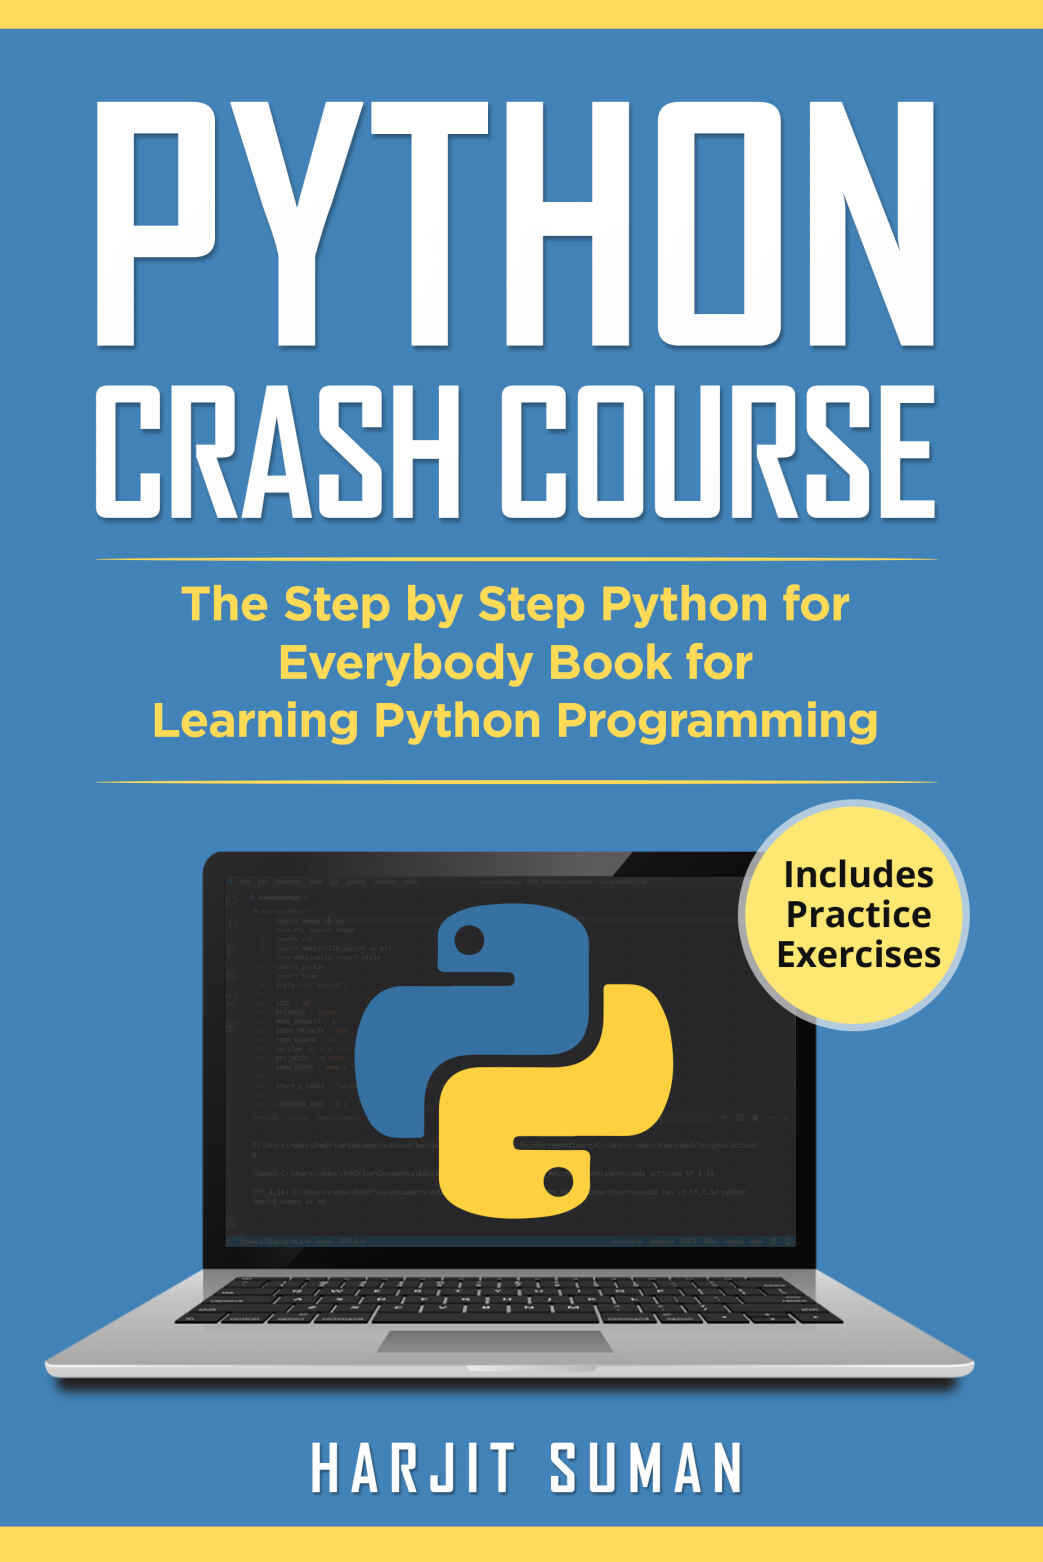 PYTHON
CRASH COURSE
The Step by Step Python for
Everybody Book for
Learning Python Programming
Includes
Practice
Exercises
HARJIT SUMAN